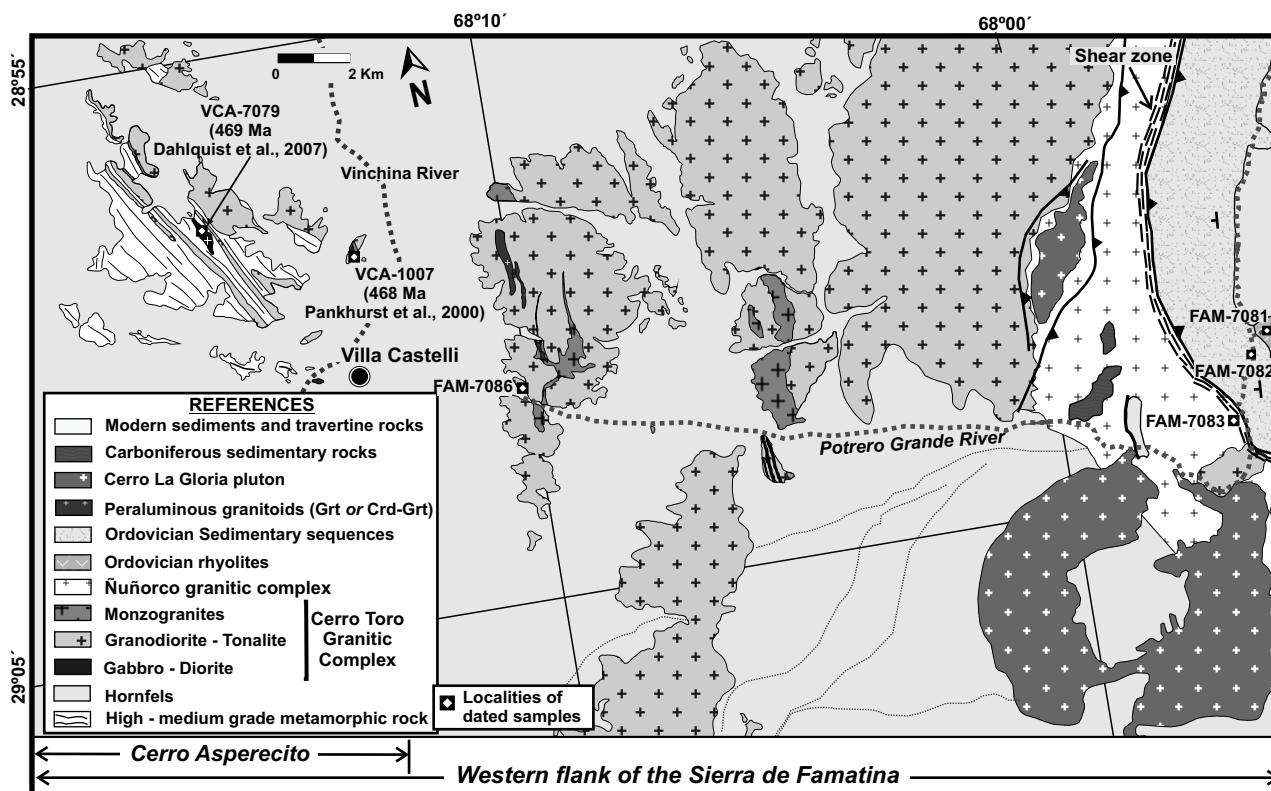 68º10´
68º00´
28º55´
29º05´
0
2 Km
N
Shear zone
VCA-7079
(469 Ma
Dahlquist et al., 2007)
Vinchina River
VCA-1007
(468 Ma
Pankhurst et al., 2000)
Villa Castelli
FAM-7081
FAM-7082
FAM-7086
FAM-7083
Potrero Grande River
REFERENCES
Modern sediments and travertine rocks
Carboniferous sedimentary rocks
Cerro La Gloria pluton
Peraluminous granitoids (Grt or Crd-Grt)
Ordovician Sedimentary sequences
Ordovician rhyolites
Ñuñorco granitic complex
Monzogranites
Granodiorite - Tonalite
Gabbro - Diorite
Cerro Toro
Granitic
Complex
Hornfels
High - medium grade metamorphic rock
Localities of
dated samples
Cerro Asperecito
Western flank of the Sierra de Famatina